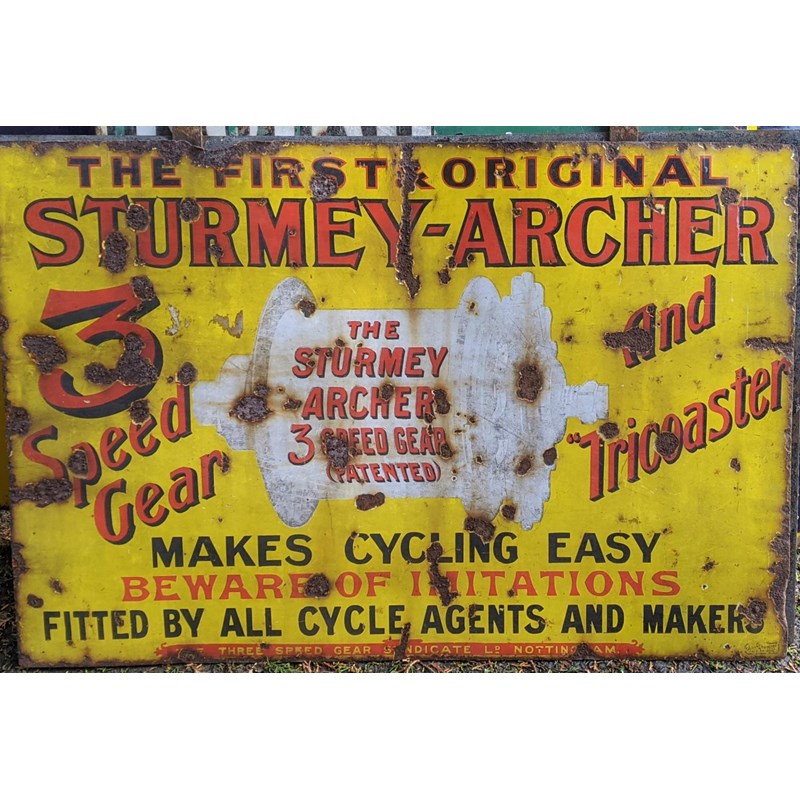 THE FIRST & ORIGINAL
STURMEY-ARCHER
3
Speed
Gear
THE
STURMEY
ARCHER
3 SPEED GEAR
(PATENTED)
And
"Tricoaster
MAKES CYCLING EASY
BEWARE OF IMITATIONS
FITTED BY ALL CYCLE AGENTS AND MAKERS
THREE SPEED GEAR SYNDICATE LD NOTTINGHAM.